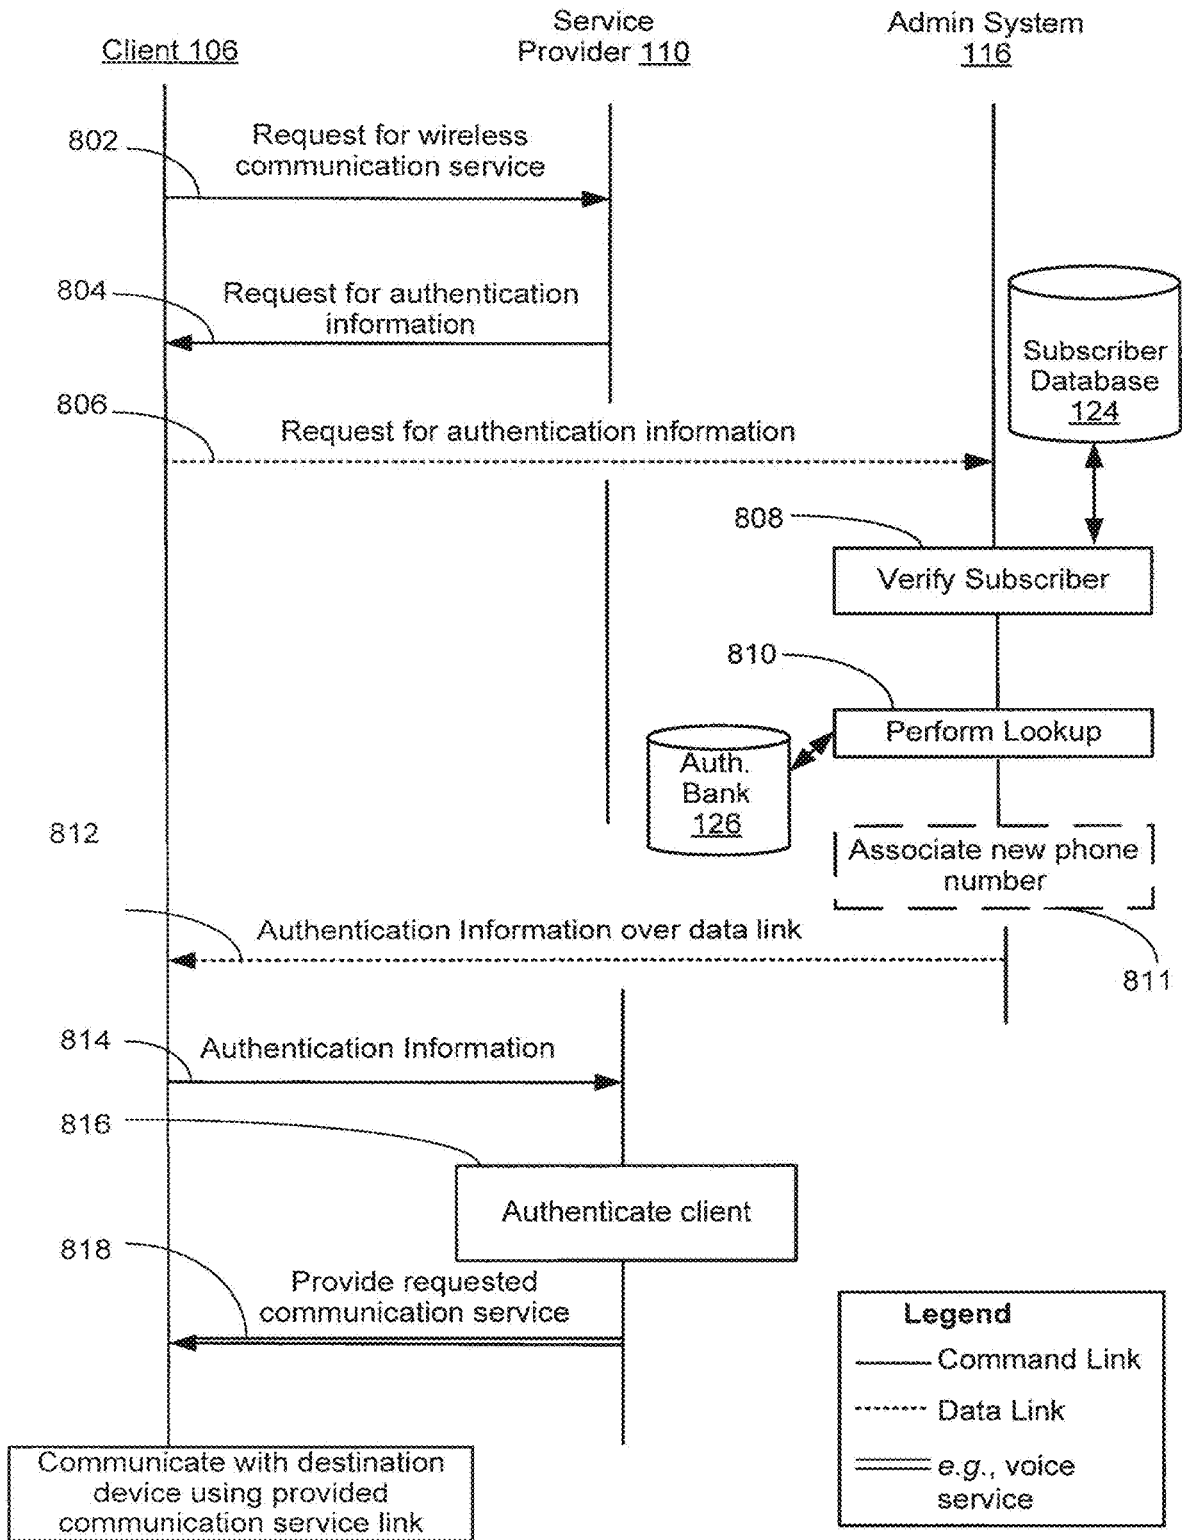 Client 106
Service
Provider 110
Admin System
116
802
Request for wireless
communication service
804
Request for authentication
information
Subscriber
Database
124
806
Request for authentication information
808
Verify Subscriber
810
Perform Lookup
Auth.
Bank
126
812
Associate new phone
number
Authentication Information over data link
811
814
Authentication Information
816
Authenticate client
818
Provide requested
communication service
Legend
Command Link
Data Link
e.g., voice
service
Communicate with destination
device using provided
communication service link